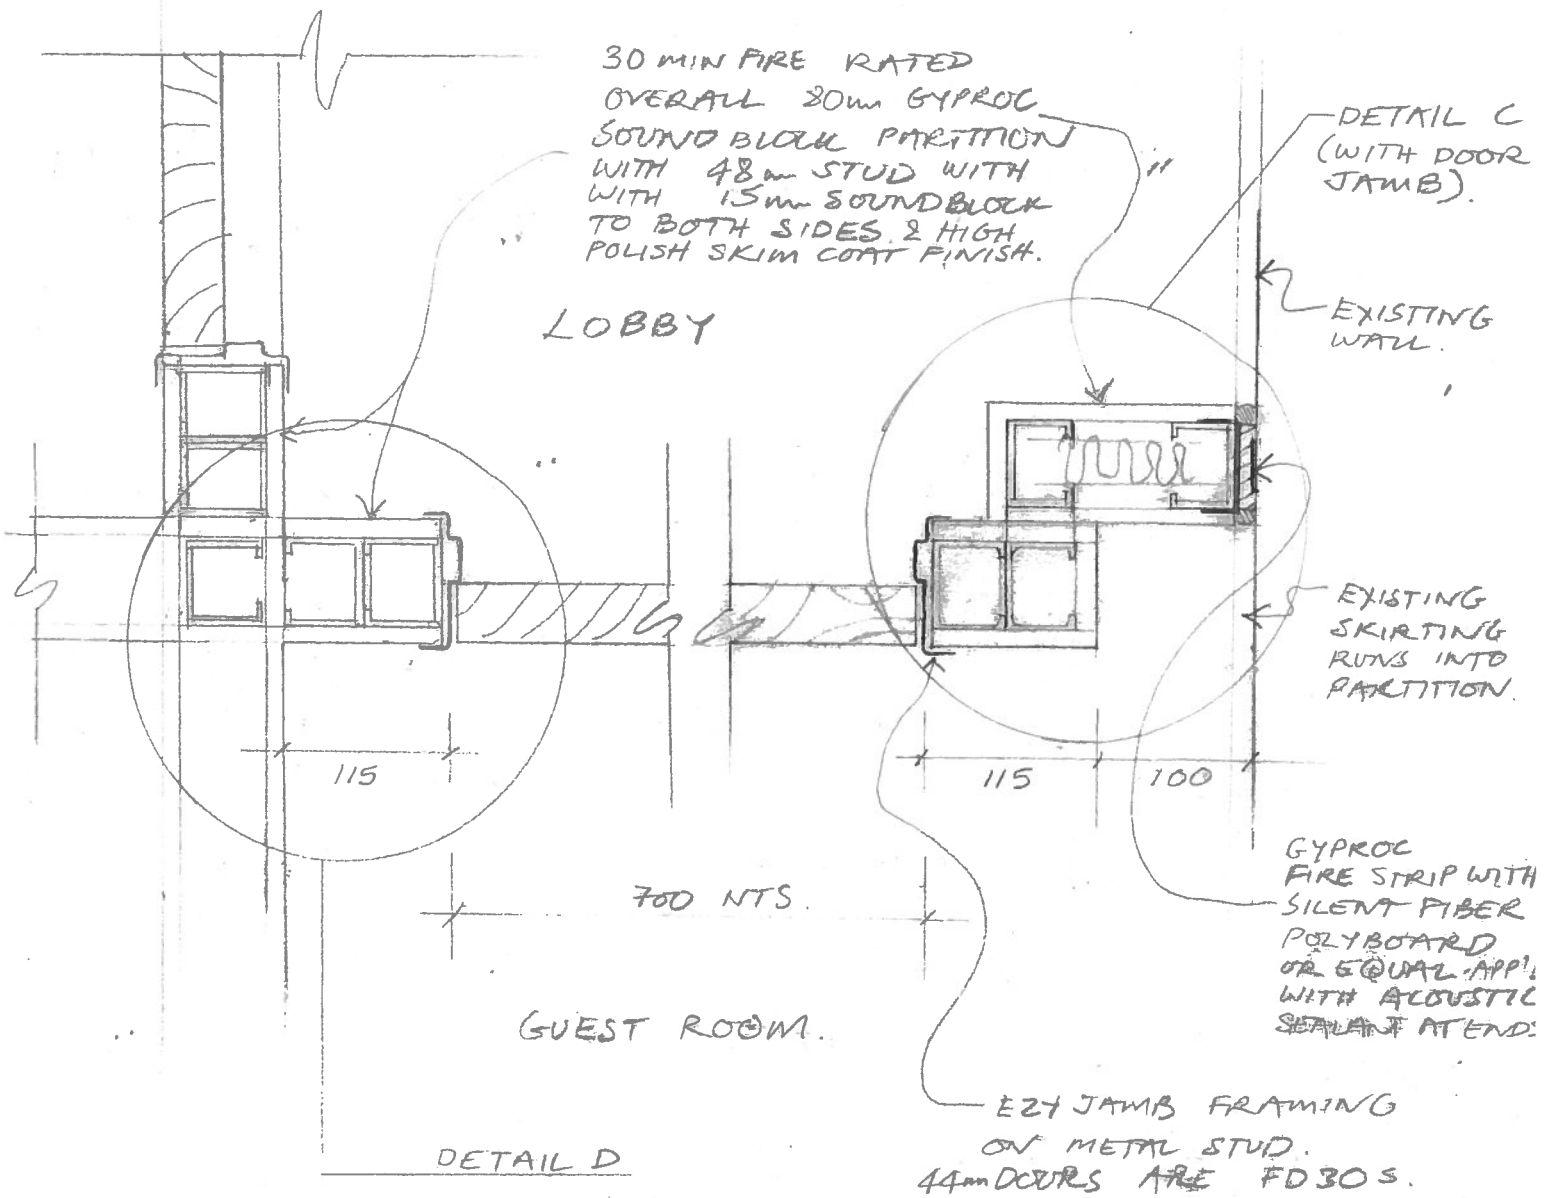 30 MIN FIRE RATED
OVERALL 80mm GYPROC
SOUNDBLOCK PARTITION
WITH 48mm STUD WITH
WITH 15mm SOUNDBLOCK
TO BOTH SIDES & HIGH
POLISH SKIM COAT FINISH.
DETAIL C
(WITH DOOR
JAMB).
LOBBY
EXISTING
WALL.
EXISTING
SKIRTING
RUNS INTO
PARTITION.
115
115
100
700 NTS.
GYPROC
FIRE STRIP WITH
SILENT FIBER
POLYBOARD
OR EQUAL APP'
WITH ACOUSTIC
SEALANT AT END
GUEST ROOM.
EZY JAMB FRAMING
ON METAL STUD.
44mm DOORS ARE FD30S.
DETAIL D